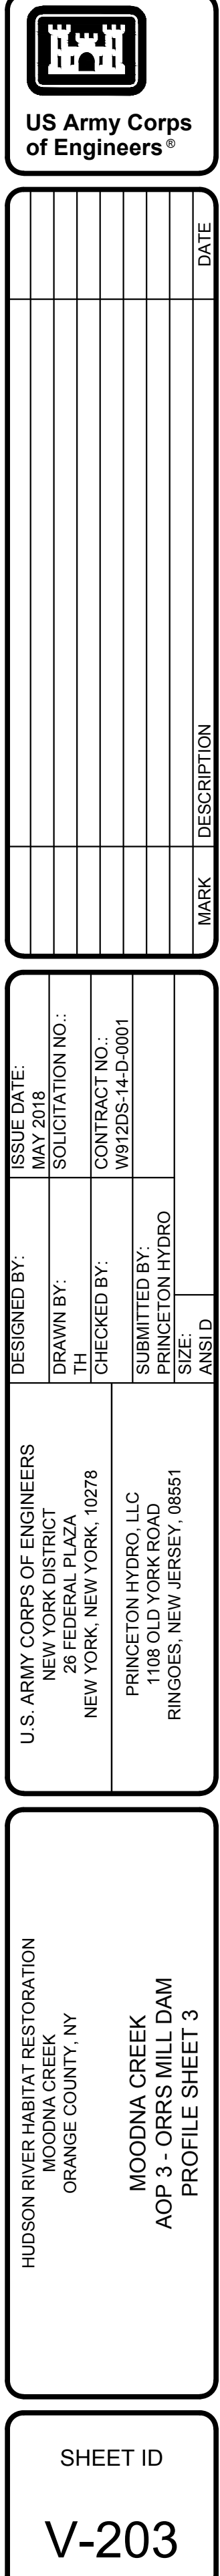 US Army Corps
of Engineers ®
MARK
DESCRIPTION
DATE
DESIGNED BY:
ISSUE DATE:
MAY 2018
DRAWN BY:
TH
SOLICITATION NO.:
CHECKED BY:
CONTRACT NO.:
W912DS-14-D-0001
SUBMITTED BY:
PRINCETON HYDRO
SIZE:
ANSI D
U.S. ARMY CORPS OF ENGINEERS
NEW YORK DISTRICT
26 FEDERAL PLAZA
NEW YORK, NEW YORK, 10278
PRINCETON HYDRO, LLC
1108 OLD YORK ROAD
RINGOES, NEW JERSEY, 08551
HUDSON RIVER HABITAT RESTORATION
MOODNA CREEK
ORANGE COUNTY, NY
MOODNA CREEK
AOP 3 - ORRS MILL DAM
PROFILE SHEET 3
SHEET ID
V-203